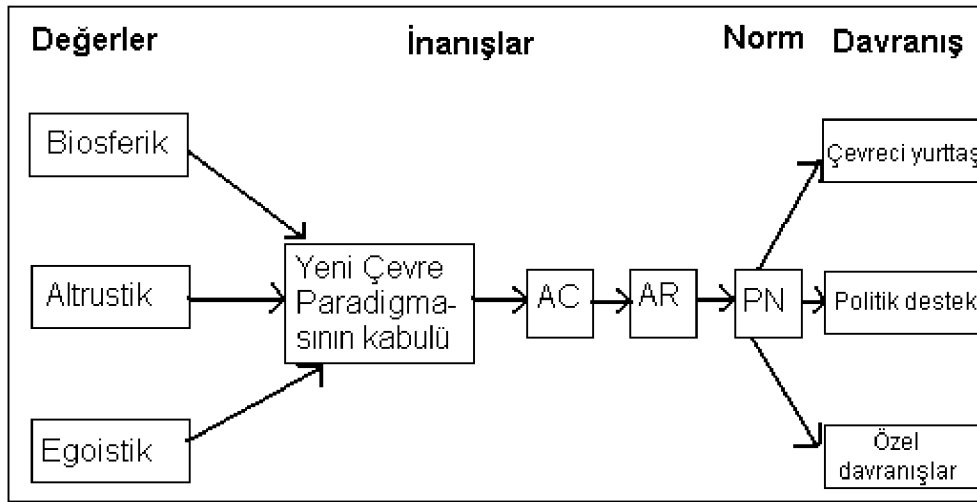 Değerler
İnanışlar
Norm
Davranış
Biosferik
Altrustik
Egoistik
Yeni Çevre
Paradigma-
sının kabulü
AC
AR
PN
Çevreci yurttaş
Politik destek
Özel
davranışlar